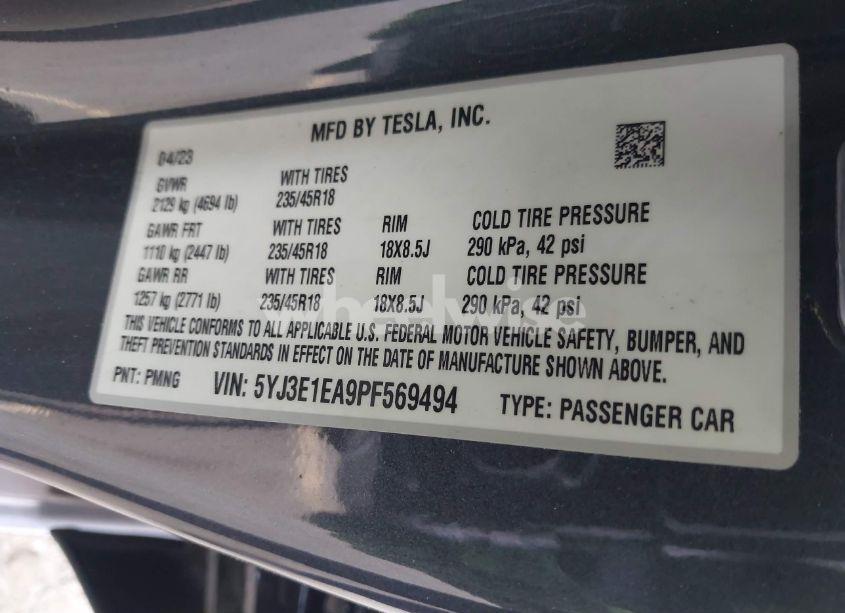 MFD BY TESLA, INC.
04/23
GVWR WITH TIRES
2129 kg (4694 lb) 235/45R18
GAWR FRT WITH TIRES RIM COLD TIRE PRESSURE
1110 kg (2447 lb) 235/45R18 18X8.5J 290 kPa, 42 psi
GAWR RR WITH TIRES RIM COLD TIRE PRESSURE
1257 kg (2771 lb) 235/45R18 18X8.5J 290 kPa, 42 psi
THIS VEHICLE CONFORMS TO ALL APPLICABLE U.S. FEDERAL MOTOR VEHICLE SAFETY, BUMPER, AND
THEFT PREVENTION STANDARDS IN EFFECT ON THE DATE OF MANUFACTURE SHOWN ABOVE.
PNT: PMNG VIN: 5YJ3E1EA9PF569494 TYPE: PASSENGER CAR
wheelwise